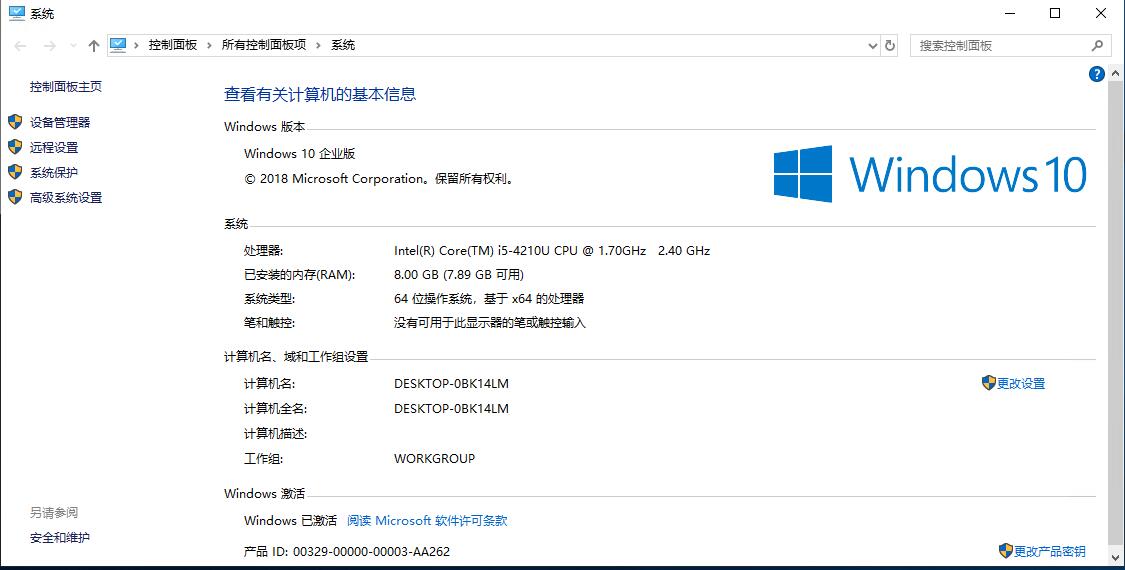 系统
控制面板 所有控制面板项 系统
搜索控制面板
控制面板主页
设备管理器
远程设置
系统保护
高级系统设置
另请参阅
安全和维护
查看有关计算机的基本信息
Windows 版本
Windows 10 企业版
© 2018 Microsoft Corporation。保留所有权利。
Windows 10
系统
处理器: Intel(R) Core(TM) i5-4210U CPU @ 1.70GHz 2.40 GHz
已安装的内存(RAM): 8.00 GB (7.89 GB 可用)
系统类型: 64 位操作系统，基于 x64 的处理器
笔和触控: 没有可用于此显示器的笔或触控输入
计算机名、域和工作组设置
计算机名: DESKTOP-0BK14LM 更改设置
计算机全名: DESKTOP-0BK14LM
计算机描述:
工作组: WORKGROUP
Windows 激活
Windows 已激活 阅读 Microsoft 软件许可条款
产品 ID: 00329-00000-00003-AA262 更改产品密钥